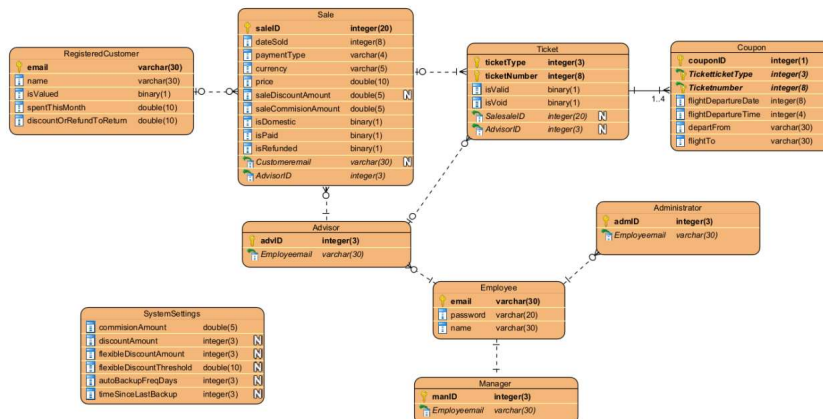 RegisteredCustomer
email varchar(30)
name varchar(30)
isValued binary(1)
spentThisMonth double(10)
discountOrRefundToReturn double(10)
Sale
saleID integer(20)
dateSold integer(8)
paymentType varchar(4)
currency varchar(5)
price double(10)
saleDiscountAmount double(5) N
saleCommisionAmount double(5)
isDomestic binary(1)
isPaid binary(1)
isRefunded binary(1)
Customeremail varchar(30) N
AdvisorID integer(3)
Ticket
ticketType integer(3)
ticketNumber integer(8)
isValid binary(1)
isVoid binary(1)
SalesaleID integer(20) N
AdvisorID integer(3) N
1..4
Coupon
couponID integer(1)
TicketticketType integer(3)
Ticketnumber integer(8)
flightDepartureDate integer(8)
flightDepartureTime integer(4)
departFrom varchar(30)
flightTo varchar(30)
Advisor
advID integer(3)
Employeeemail varchar(30)
Administrator
admID integer(3)
Employeeemail varchar(30)
Employee
email varchar(30)
password varchar(20)
name varchar(30)
SystemSettings
commisionAmount double(5)
discountAmount integer(3) N
flexibleDiscountAmount integer(3) N
flexibleDiscountThreshold double(10) N
autoBackupFreqDays integer(3) N
timeSinceLastBackup integer(3) N
Manager
manID integer(3)
Employeeemail varchar(30)